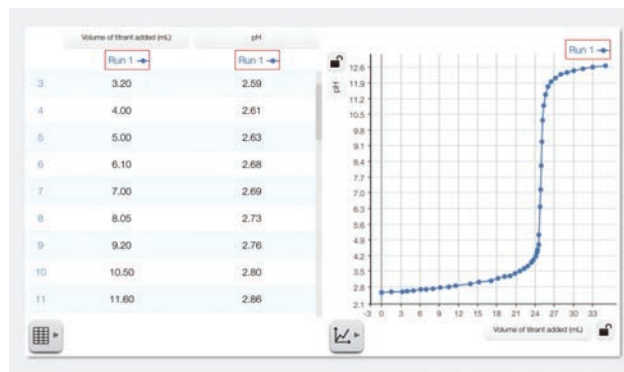 Volume of titrant added (mL) pH
Run 1 Run 1
3 3.20 2.59
4 4.00 2.61
5 5.00 2.63
6 6.10 2.68
7 7.00 2.69
8 8.05 2.73
9 9.20 2.76
10 10.50 2.80
11 11.60 2.86
Run 1
pH
12.6
11.9
11.2
10.5
9.8
9.1
8.4
7.7
7.0
6.3
5.6
4.9
4.2
3.5
2.8
2.1
-3 0 3 6 9 12 15 18 21 24 27 30 33
Volume of titrant added (mL)